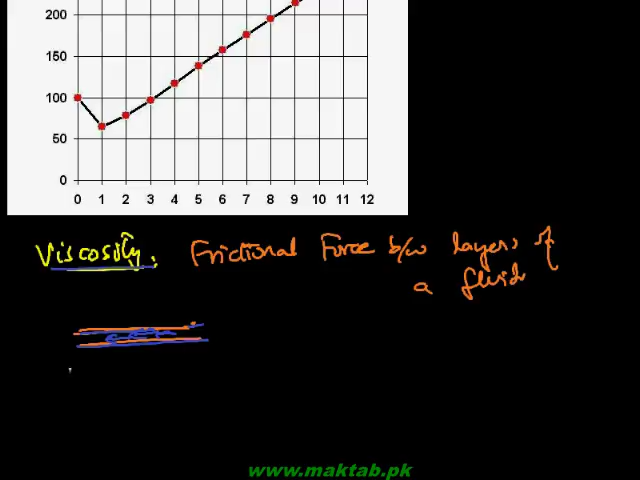 200
150
100
50
0
0 1 2 3 4 5 6 7 8 9 10 11 12
Viscosity: Frictional Force b/w layers of
a fluid
www.maktab.pk